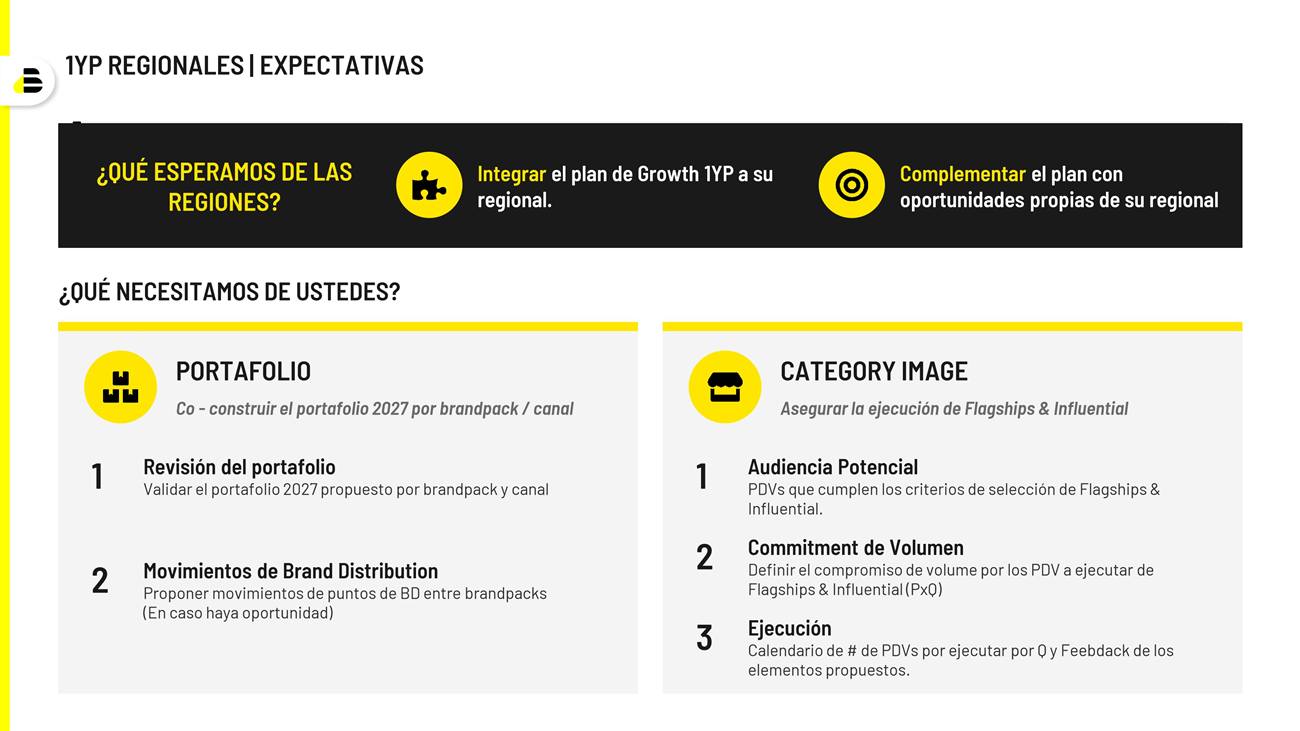 1YP REGIONALES | EXPECTATIVAS
¿QUÉ ESPERAMOS DE LAS
REGIONES?
Integrar el plan de Growth 1YP a su
regional.
Complementar el plan con
oportunidades propias de su regional
¿QUÉ NECESITAMOS DE USTEDES?
PORTAFOLIO
Co - construir el portafolio 2027 por brandpack / canal
1
Revisión del portafolio
Validar el portafolio 2027 propuesto por brandpack y canal
2
Movimientos de Brand Distribution
Proponer movimientos de puntos de BD entre brandpacks
(En caso haya oportunidad)
CATEGORY IMAGE
Asegurar la ejecución de Flagships & Influential
1
Audiencia Potencial
PDVs que cumplen los criterios de selección de Flagships &
Influential.
2
Commitment de Volumen
Definir el compromiso de volume por los PDV a ejecutar de
Flagships & Influential (PxQ)
3
Ejecución
Calendario de # de PDVs por ejecutar por Q y Feebdack de los
elementos propuestos.